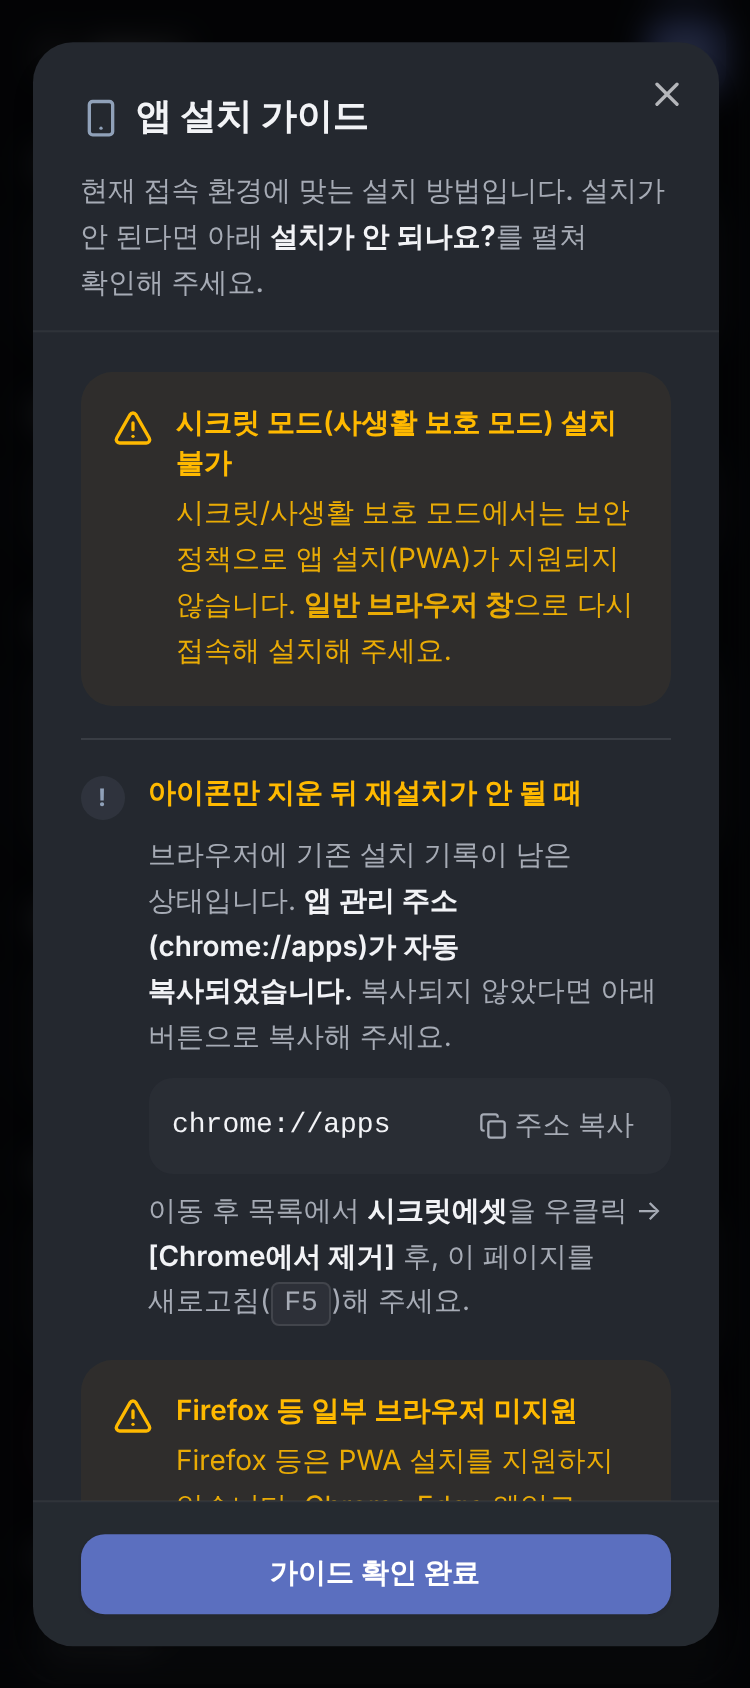 앱 설치 가이드
현재 접속 환경에 맞는 설치 방법입니다. 설치가
안 된다면 아래 설치가 안 되나요?를 펼쳐
확인해 주세요.
시크릿 모드(사생활 보호 모드) 설치
불가
시크릿/사생활 보호 모드에서는 보안
정책으로 앱 설치(PWA)가 지원되지
않습니다. 일반 브라우저 창으로 다시
접속해 설치해 주세요.
! 아이콘만 지운 뒤 재설치가 안 될 때
브라우저에 기존 설치 기록이 남은
상태입니다. 앱 관리 주소
(chrome://apps)가 자동
복사되었습니다. 복사되지 않았다면 아래
버튼으로 복사해 주세요.
chrome://apps 주소 복사
이동 후 목록에서 시크릿에셋을 우클릭 →
[Chrome에서 제거] 후, 이 페이지를
새로고침(F5)해 주세요.
Firefox 등 일부 브라우저 미지원
Firefox 등은 PWA 설치를 지원하지
가이드 확인 완료